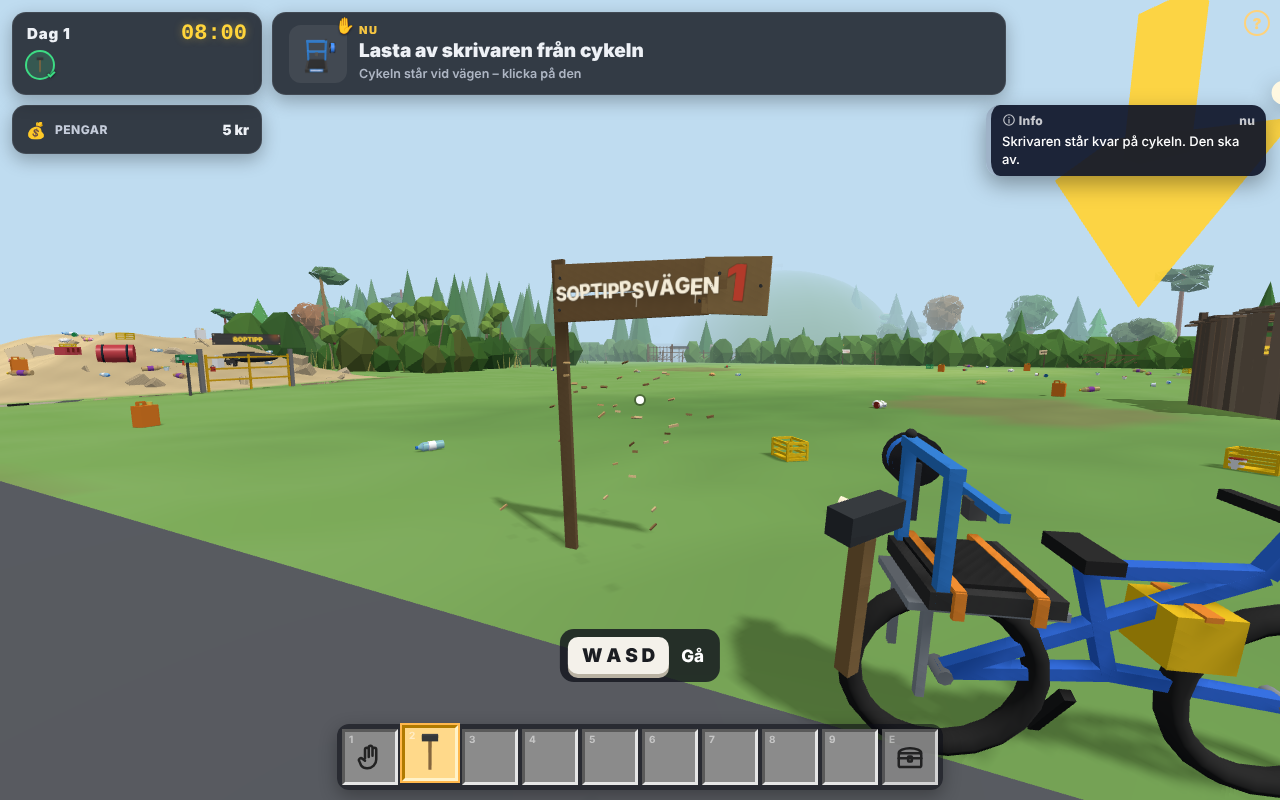 Dag 1
08:00
NU
Lasta av skrivaren från cykeln
Cykeln står vid vägen – klicka på den
PENGAR
5 kr
Info
nu
Skrivaren står kvar på cykeln. Den ska
av.
SOPTIPPSVÄGEN 1
SOPTIPP
WASD
Gå
1
2
3
4
5
6
7
8
9
E